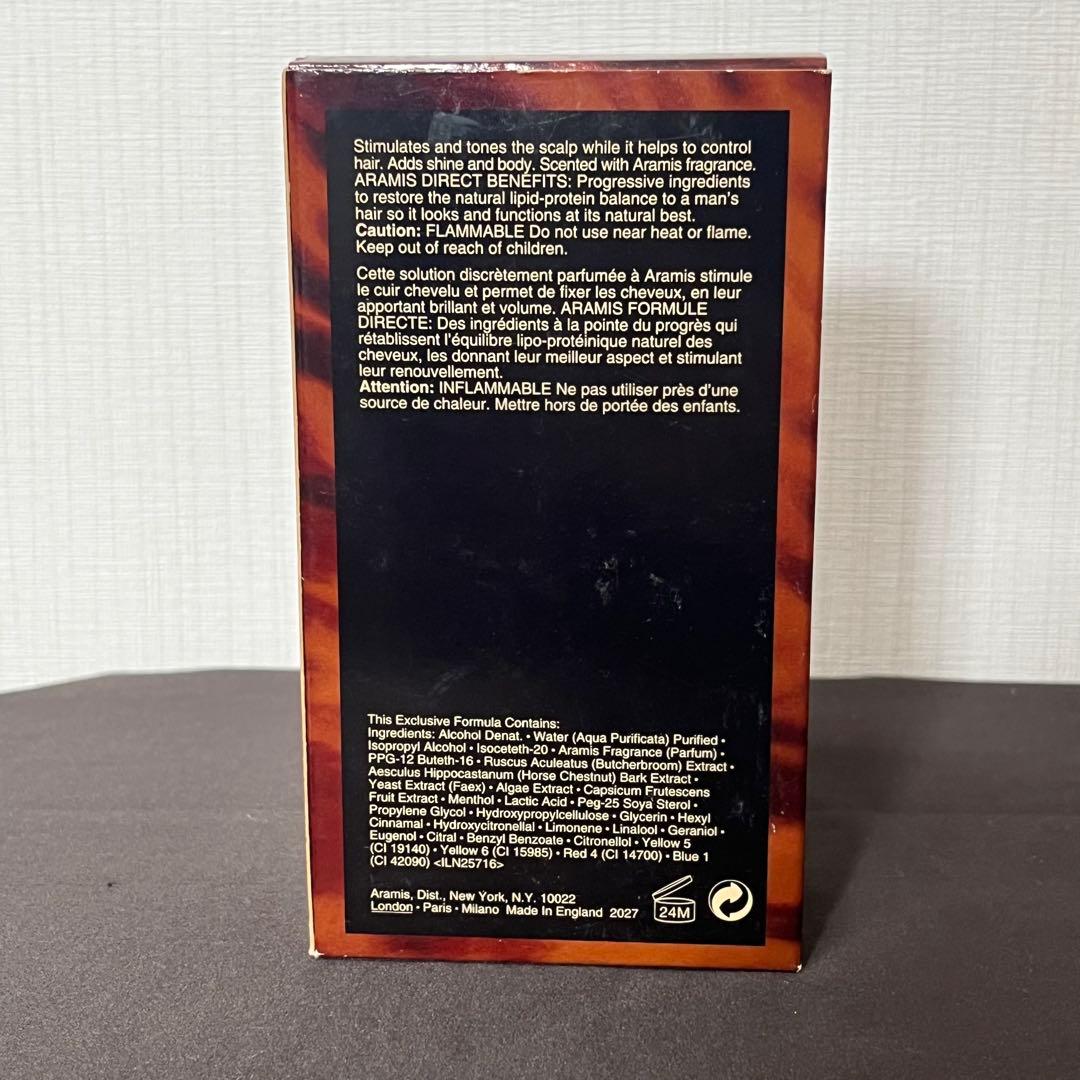 Stimulates and tones the scalp while it helps to control
hair. Adds shine and body. Scented with Aramis fragrance.
ARAMIS DIRECT BENEFITS: Progressive ingredients
to restore the natural lipid-protein balance to a man's
hair so it looks and functions at its natural best.
Caution: FLAMMABLE Do not use near heat or flame.
Keep out of reach of children.
Cette solution discrètement parfumée à Aramis stimule
le cuir chevelu et permet de fixer les cheveux, en leur
apportant brillant et volume. ARAMIS FORMULE
DIRECTE: Des ingrédients à la pointe du progrès qui
rétablissent l'équilibre lipo-protéinique naturel des
cheveux, les donnant leur meilleur aspect et stimulant
leur renouvellement.
Attention: INFLAMMABLE Ne pas utiliser près d'une
source de chaleur. Mettre hors de portée des enfants.
This Exclusive Formula Contains:
Ingredients: Alcohol Denat. • Water (Aqua Purificata) Purified •
Isopropyl Alcohol • Isoceteth-20 • Aramis Fragrance (Parfum) •
PPG-12 Buteth-16 • Ruscus Aculeatus (Butcherbroom) Extract •
Aesculus Hippocastanum (Horse Chestnut) Bark Extract •
Yeast Extract (Faex) • Algae Extract • Capsicum Frutescens
Fruit Extract • Menthol • Lactic Acid • Peg-25 Soya Sterol •
Propylene Glycol • Hydroxypropylcellulose • Glycerin • Hexyl
Cinnamal • Hydroxycitronellal • Limonene • Linalool • Geraniol •
Eugenol • Citral • Benzyl Benzoate • Citronellol • Yellow 5
(CI 19140) • Yellow 6 (CI 15985) • Red 4 (CI 14700) • Blue 1
(CI 42090) <ILN25716>
Aramis, Dist., New York, N.Y. 10022
London • Paris • Milano Made In England 2027
24M